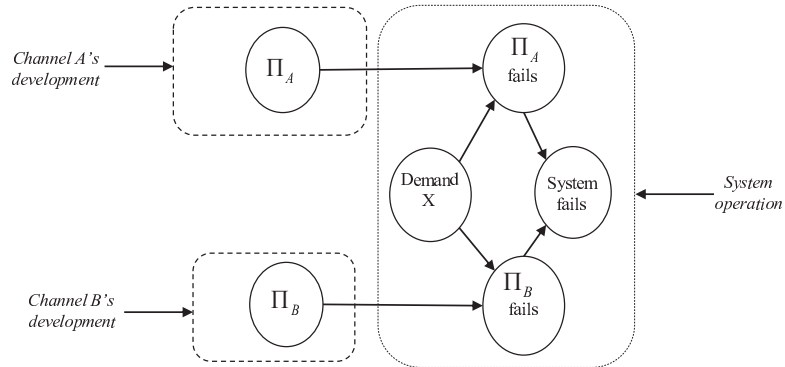 Channel A's
development
Π_A
Π_A
fails
Demand
X
System
fails
System
operation
Channel B's
development
Π_B
Π_B
fails